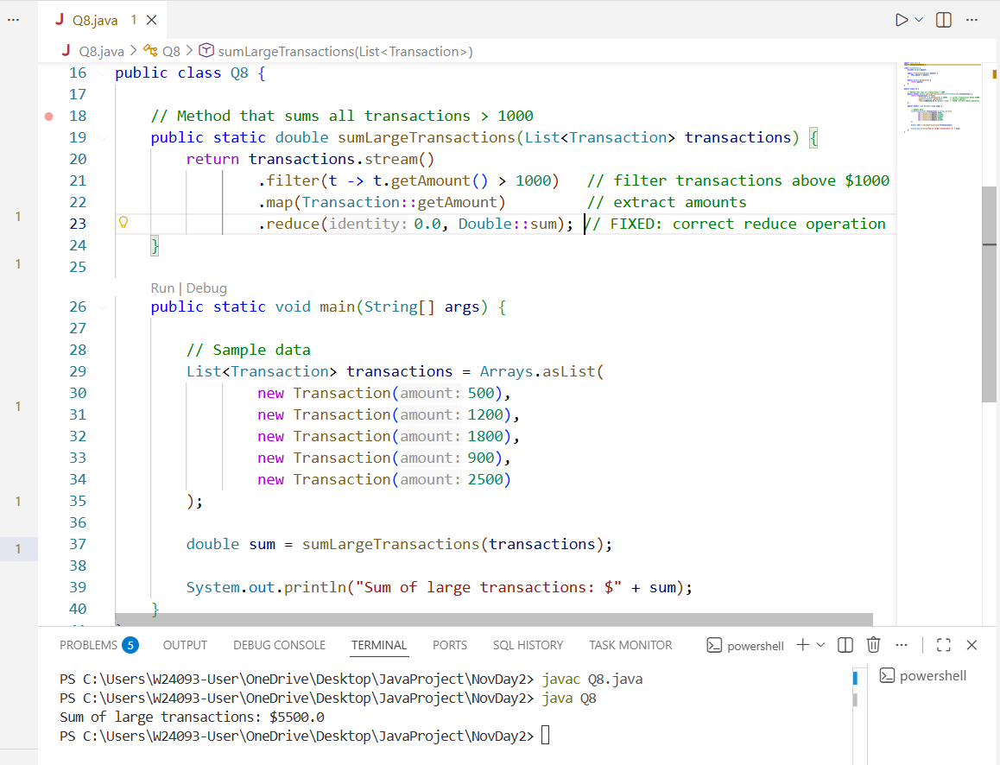 ... J Q8.java 1 ×
J Q8.java > Q8 > sumLargeTransactions(List<Transaction>)
16 public class Q8 {
17
18 // Method that sums all transactions > 1000
19 public static double sumLargeTransactions(List<Transaction> transactions) {
20 return transactions.stream()
21 .filter(t -> t.getAmount() > 1000) // filter transactions above $1000
22 .map(Transaction::getAmount) // extract amounts
23 .reduce(identity: 0.0, Double::sum); // FIXED: correct reduce operation
24 }
25
Run | Debug
26 public static void main(String[] args) {
27
28 // Sample data
29 List<Transaction> transactions = Arrays.asList(
30 new Transaction(amount: 500),
31 new Transaction(amount: 1200),
32 new Transaction(amount: 1800),
33 new Transaction(amount: 900),
34 new Transaction(amount: 2500)
35 );
36
37 double sum = sumLargeTransactions(transactions);
38
39 System.out.println("Sum of large transactions: $" + sum);
40 }
1
1
1
1
1
PROBLEMS 5 OUTPUT DEBUG CONSOLE TERMINAL PORTS SQL HISTORY TASK MONITOR powershell
PS C:\Users\W24093-User\OneDrive\Desktop\JavaProject\NovDay2> javac Q8.java
PS C:\Users\W24093-User\OneDrive\Desktop\JavaProject\NovDay2> java Q8
Sum of large transactions: $5500.0
PS C:\Users\W24093-User\OneDrive\Desktop\JavaProject\NovDay2>
powershell